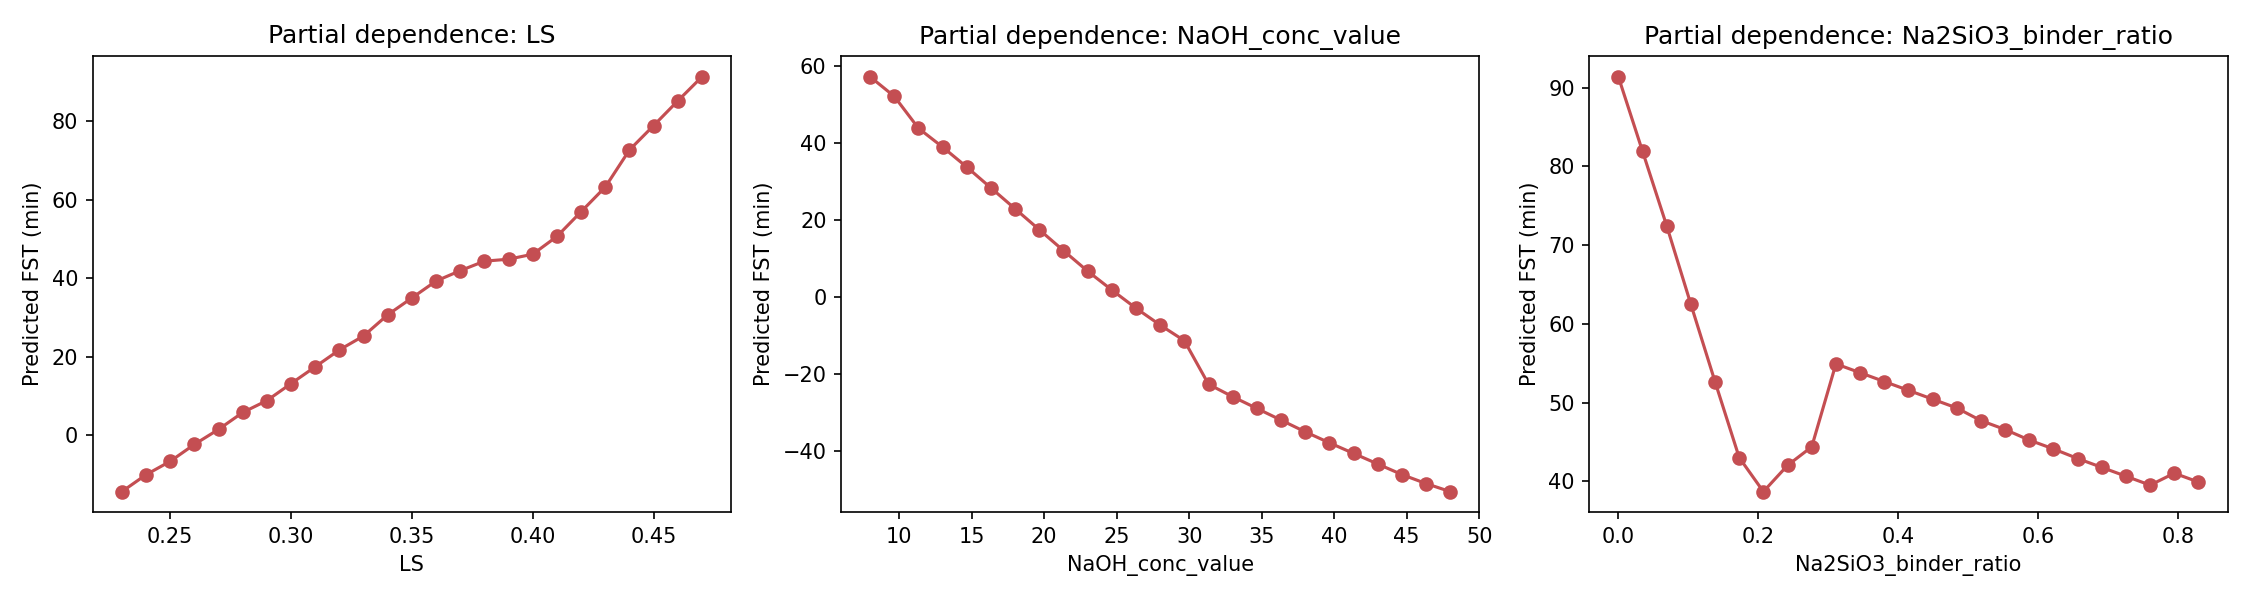 Partial dependence: LS
Predicted FST (min)
80
60
40
20
0
0.25 0.30 0.35 0.40 0.45
LS
Partial dependence: NaOH_conc_value
Predicted FST (min)
60
40
20
0
−20
−40
10 15 20 25 30 35 40 45 50
NaOH_conc_value
Partial dependence: Na2SiO3_binder_ratio
Predicted FST (min)
90
80
70
60
50
40
0.0 0.2 0.4 0.6 0.8
Na2SiO3_binder_ratio